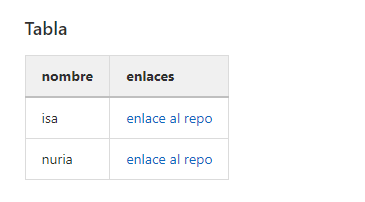 Tabla
nombre enlaces
isa enlace al repo
nuria enlace al repo